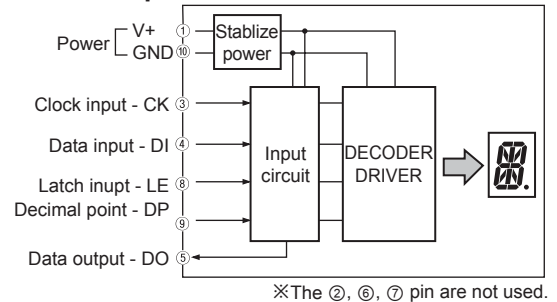 Power
V+ ①
GND ⑩
Stablize
power
Clock input - CK ③
Data input - DI ④
Latch inupt - LE ⑧
Decimal point - DP
⑨
Data output - DO ⑤
Input
circuit
DECODER
DRIVER
※The ②, ⑥, ⑦ pin are not used.